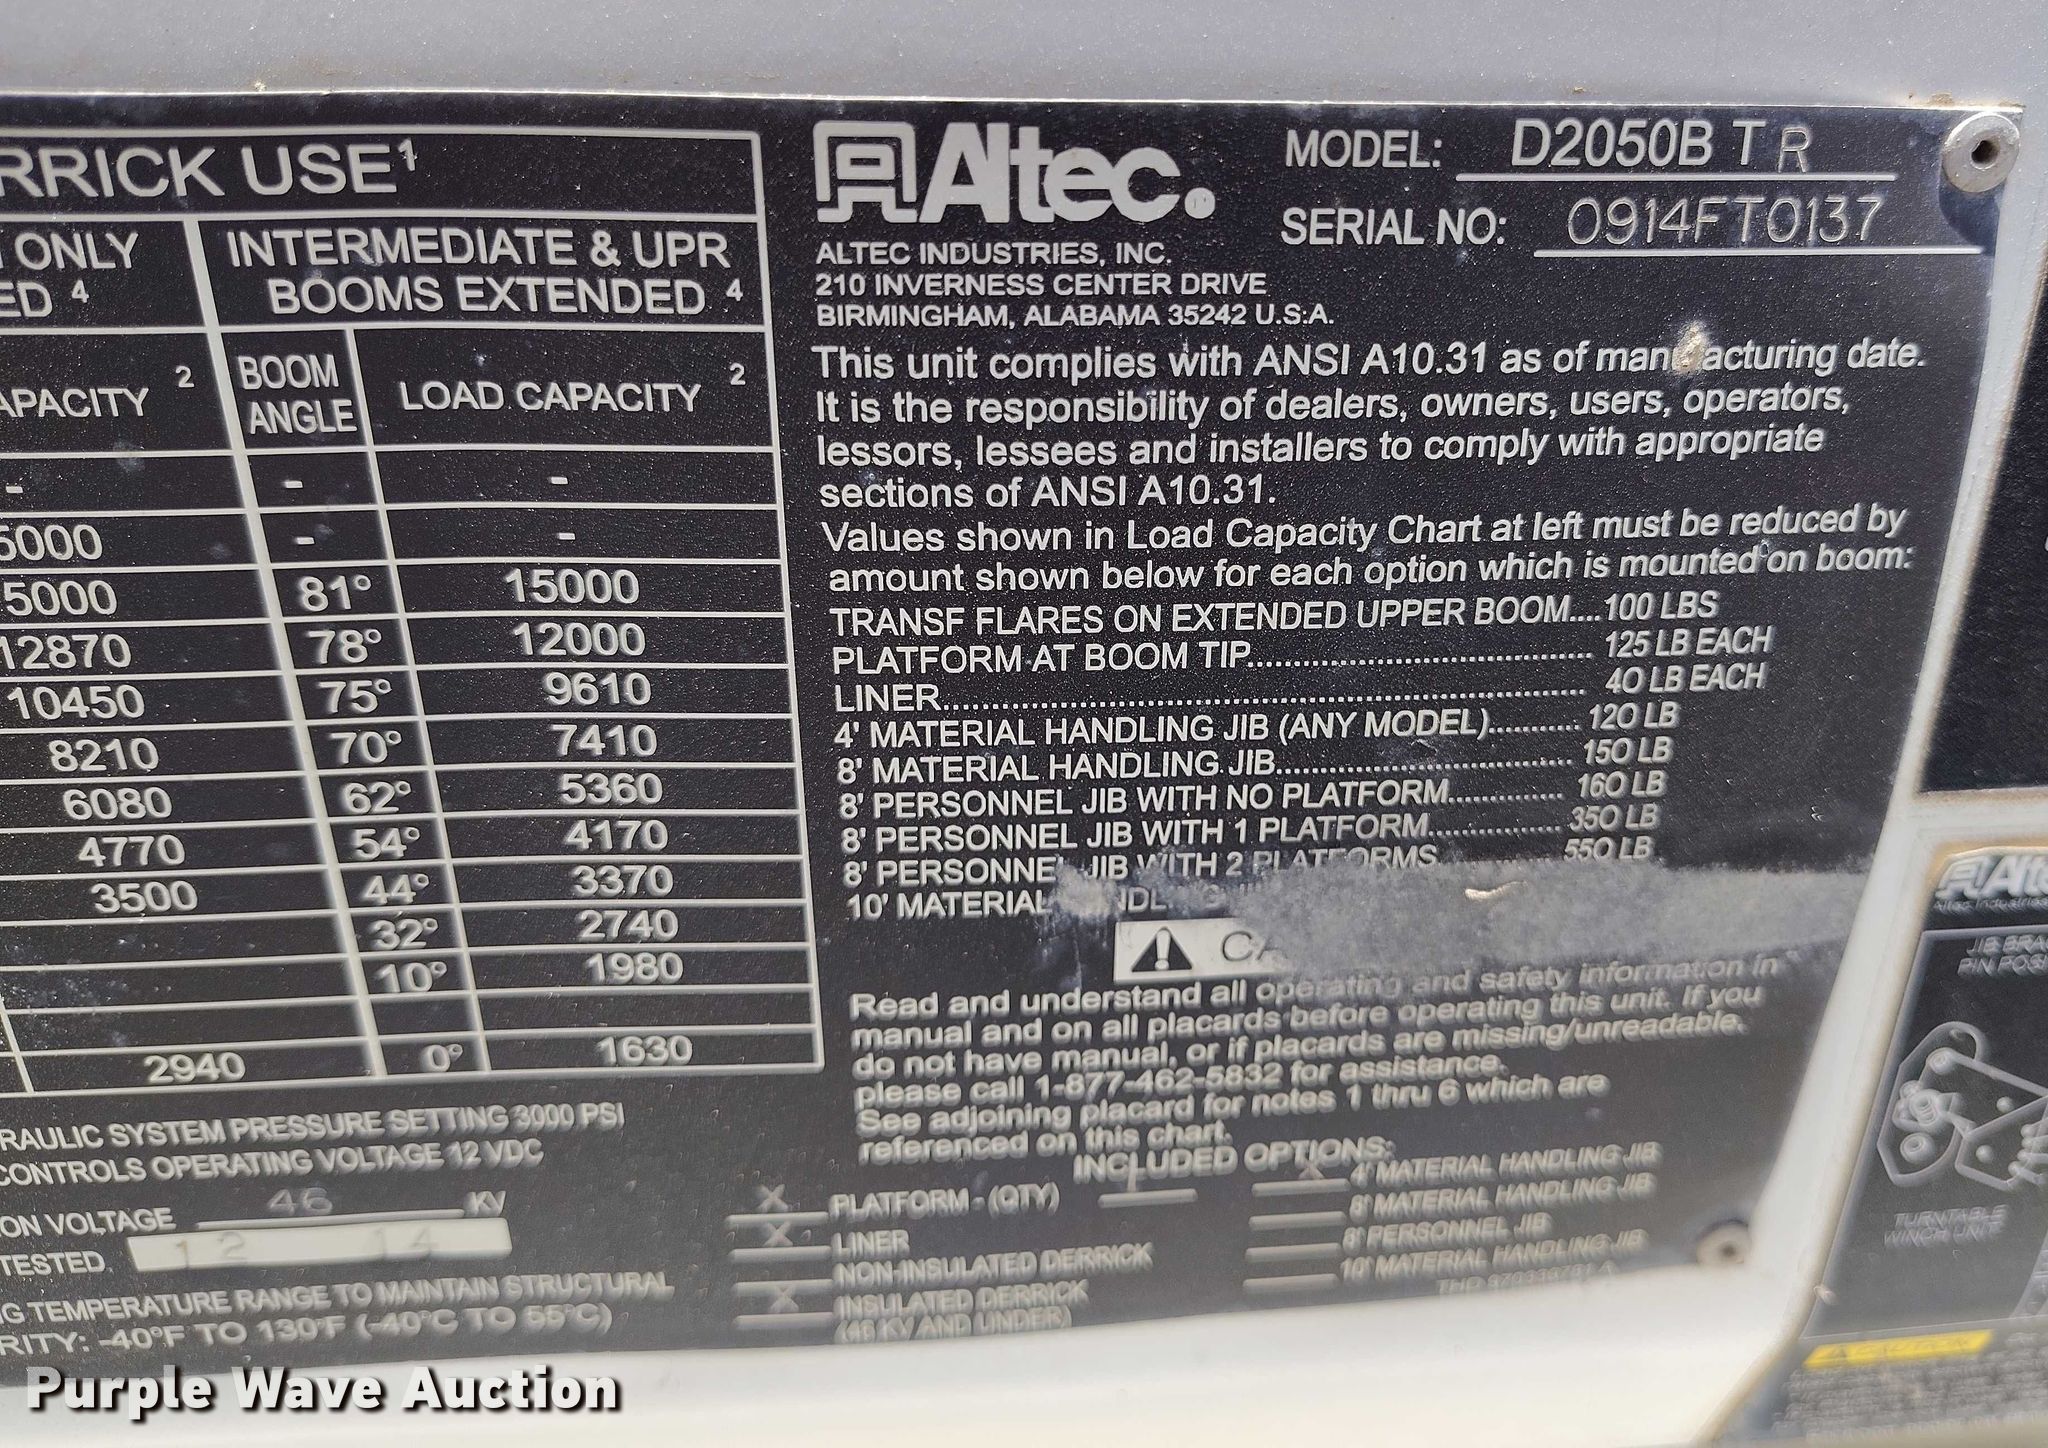 RRICK USE¹
ONLY
ED ⁴
INTERMEDIATE & UPR
BOOMS EXTENDED ⁴
APACITY ²
BOOM
ANGLE
LOAD CAPACITY ²
- - -
5000 - -
5000 81° 15000
12870 78° 12000
10450 75° 9610
8210 70° 7410
6080 62° 5360
4770 54° 4170
3500 44° 3370
32° 2740
10° 1980
2940 0° 1630
RAULIC SYSTEM PRESSURE SETTING 3000 PSI
CONTROLS OPERATING VOLTAGE 12 VDC
ON VOLTAGE 46 KV
TESTED 12 14
G TEMPERATURE RANGE TO MAINTAIN STRUCTURAL
RITY: -40°F TO 130°F (-40°C TO 55°C)
Altec.
MODEL: D2050B T R
SERIAL NO: 0914FT0137
ALTEC INDUSTRIES, INC.
210 INVERNESS CENTER DRIVE
BIRMINGHAM, ALABAMA 35242 U.S.A.
This unit complies with ANSI A10.31 as of manufacturing date.
It is the responsibility of dealers, owners, users, operators,
lessors, lessees and installers to comply with appropriate
sections of ANSI A10.31.
Values shown in Load Capacity Chart at left must be reduced by
amount shown below for each option which is mounted on boom:
TRANSF FLARES ON EXTENDED UPPER BOOM....100 LBS
PLATFORM AT BOOM TIP........ 125 LB EACH
LINER........ 40 LB EACH
4' MATERIAL HANDLING JIB (ANY MODEL)........ 120 LB
8' MATERIAL HANDLING JIB........ 150 LB
8' PERSONNEL JIB WITH NO PLATFORM........ 160 LB
8' PERSONNEL JIB WITH 1 PLATFORM........ 350 LB
8' PERSONNEL JIB WITH 2 PLATFORMS 550 LB
10' MATERIAL
CA
Read and understand all operating and safety information in
manual and on all placards before operating this unit. If you
do not have manual, or if placards are missing/unreadable,
please call 1-877-462-5832 for assistance.
See adjoining placard for notes 1 thru 6 which are
referenced on this chart.
INCLUDED OPTIONS:
X PLATFORM - (QTY) 1
X LINER
NON-INSULATED DERRICK
X INSULATED DERRICK
(46 KV AND UNDER)
X 4' MATERIAL HANDLING JIB
8' MATERIAL HANDLING JIB
8' PERSONNEL JIB
10' MATERIAL HANDLING JIB
Alte
Altec Industries
JIB BRA
PIN POSI
TURNTABLE
WINCH UNIT
CAUTION
Purple Wave Auction